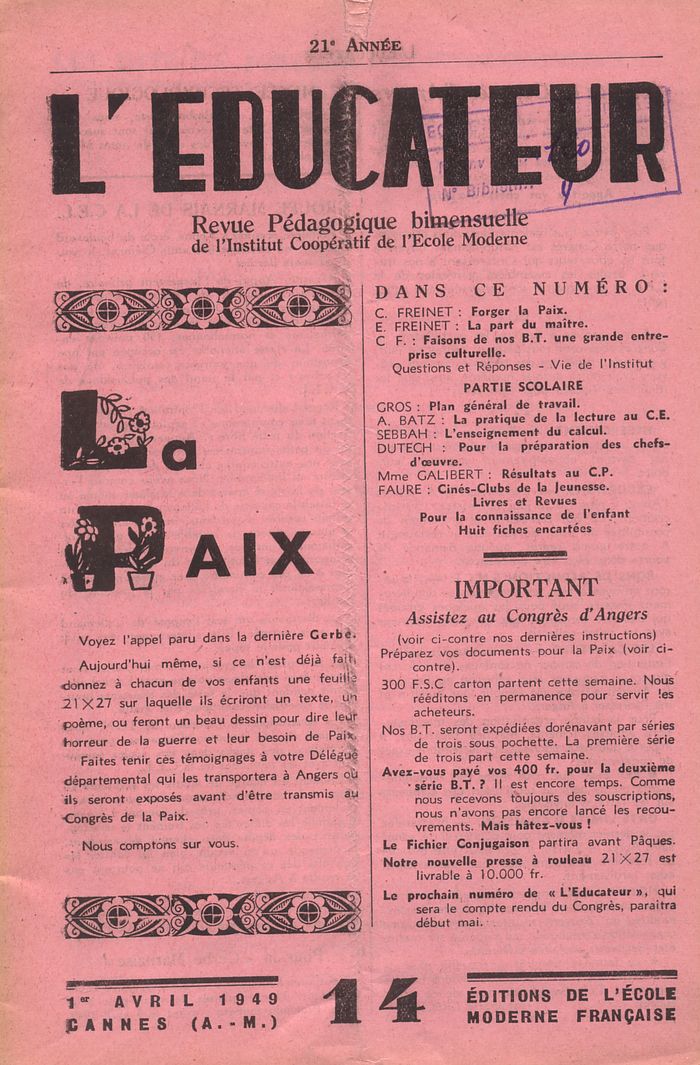 21e ANNÉE
L'EDUCATEUR
Revue Pédagogique bimensuelle
de l'Institut Coopératif de l'Ecole Moderne
La
PAIX
Voyez l'appel paru dans la dernière Gerbe.
Aujourd'hui même, si ce n'est déjà fait,
donnez à chacun de vos enfants une feuille
21×27 sur laquelle ils écriront un texte, un
poème, ou feront un beau dessin pour dire leur
horreur de la guerre et leur besoin de Paix.
Faites tenir ces témoignages à votre Délégué
départemental qui les transportera à Angers où
ils seront exposés avant d'être transmis au
Congrès de la Paix.
Nous comptons sur vous.
DANS CE NUMÉRO :
C. FREINET : Forger la Paix.
E. FREINET : La part du maître.
C F. : Faisons de nos B.T. une grande entre-
prise culturelle.
Questions et Réponses - Vie de l'Institut
PARTIE SCOLAIRE
GROS : Plan général de travail.
A. BATZ : La pratique de la lecture au C.E.
SEBBAH : L'enseignement du calcul.
DUTECH : Pour la préparation des chefs-
d'œuvre.
Mme GALIBERT : Résultats au C.P.
FAURE : Cinés-Clubs de la Jeunesse.
Livres et Revues
Pour la connaissance de l'enfant
Huit fiches encartées
IMPORTANT
Assistez au Congrès d'Angers
(voir ci-contre nos dernières instructions)
Préparez vos documents pour la Paix (voir ci-
contre).
300 F.S.C carton partent cette semaine. Nous
rééditons en permanence pour servir les
acheteurs.
Nos B.T. seront expédiées dorénavant par séries
de trois sous pochette. La première série
de trois part cette semaine.
Avez-vous payé vos 400 fr. pour la deuxième
série B.T. ? Il est encore temps. Comme
nous recevons toujours des souscriptions,
nous n'avons pas encore lancé les recou-
vrements. Mais hâtez-vous !
Le Fichier Conjugaison partira avant Pâques.
Notre nouvelle presse à rouleau 21×27 est
livrable à 10.000 fr.
Le prochain numéro de « L'Educateur », qui
sera le compte rendu du Congrès, paraitra
début mai.
1er AVRIL 1949
CANNES (A.-M.)
14
ÉDITIONS DE L'ÉCOLE
MODERNE FRANÇAISE